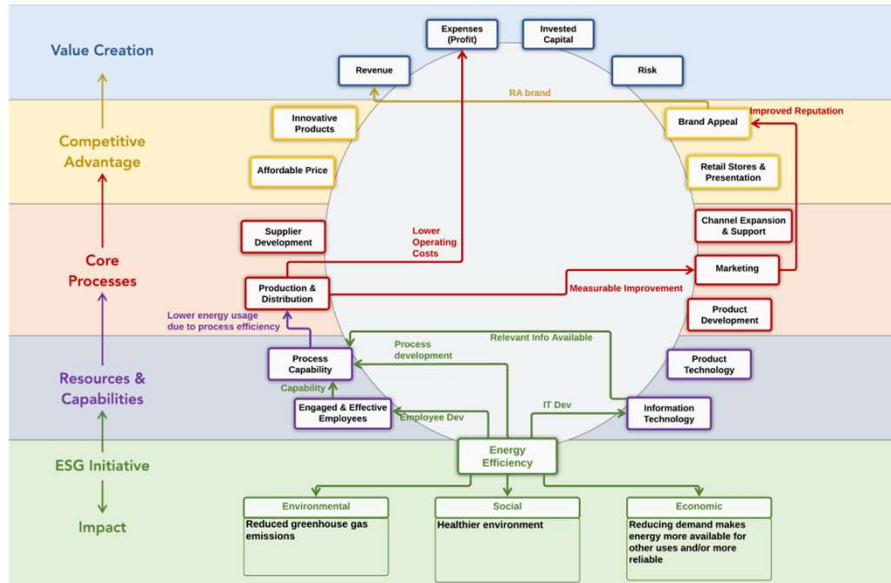 Expenses
(Profit)
Invested
Capital
Value Creation
Revenue
Risk
RA brand
Improved Reputation
Innovative
Products
Brand Appeal
Competitive
Advantage
Affordable Price
Retail Stores &
Presentation
Supplier
Development
Lower
Operating
Costs
Channel Expansion
& Support
Core
Processes
Marketing
Production &
Distribution
Measurable Improvement
Product
Development
Lower energy usage
due to process efficiency
Relevant Info Available
Process
development
Process
Capability
Product
Technology
Resources &
Capabilities
Capability
Engaged & Effective
Employees
Employee Dev
IT Dev
Information
Technology
Energy
Efficiency
ESG Initiative
Impact
Environmental
Reduced greenhouse gas
emissions
Social
Healthier environment
Economic
Reducing demand makes
energy more available for
other uses and/or more
reliable